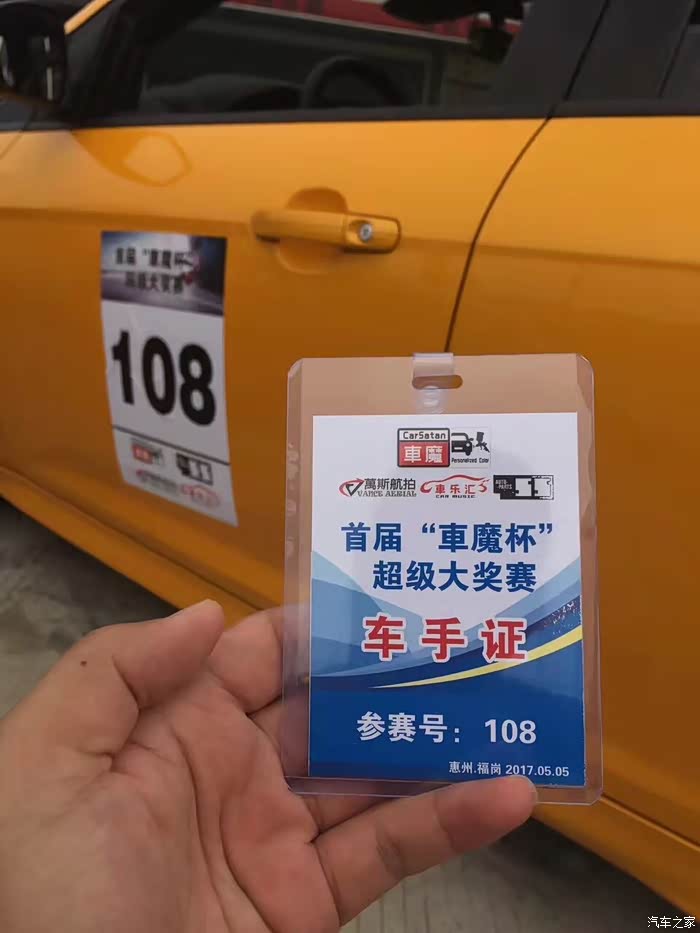 首届“車魔杯”
超级大奖赛
108
CarSatan
車魔
Personalized Color
萬斯航拍
VANCE AERIAL
車乐汇
CAR MUSIC
AUTO-PARTS
首届“車魔杯”
超级大奖赛
车手证
参赛号：108
惠州.福岗 2017.05.05
汽车之家